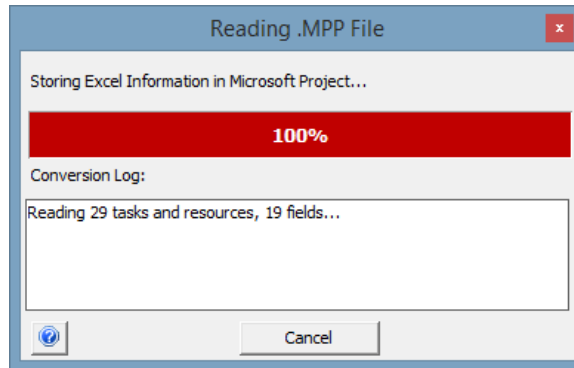 Reading .MPP File
x
Storing Excel Information in Microsoft Project...
100%
Conversion Log:
Reading 29 tasks and resources, 19 fields...
?
Cancel